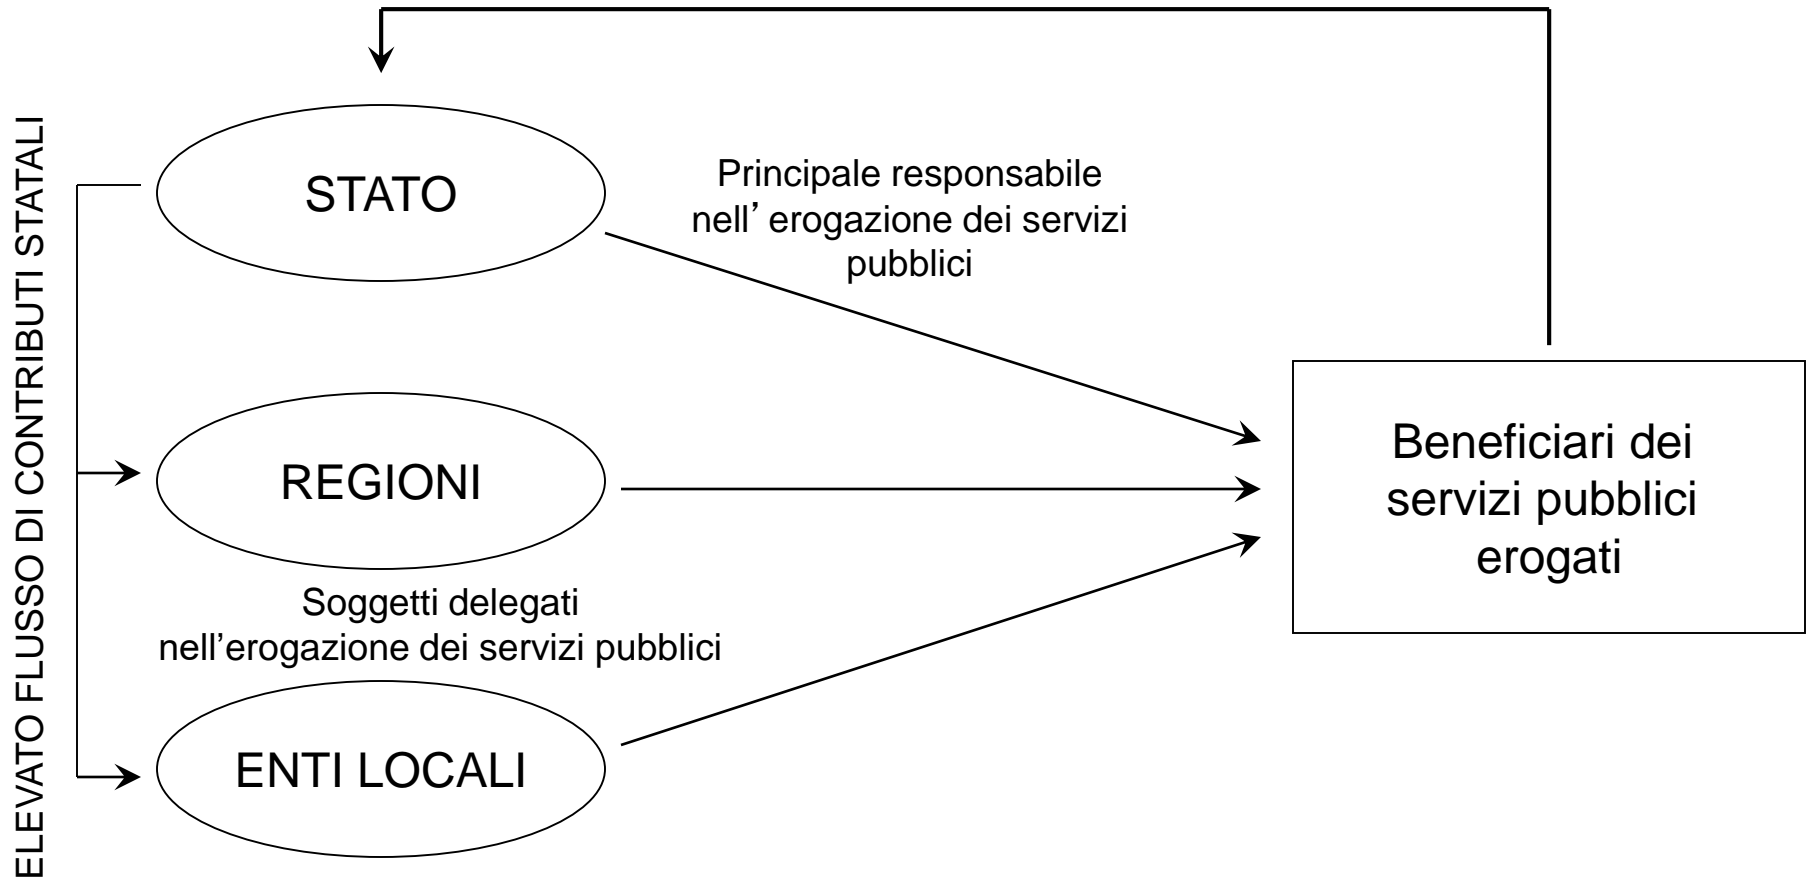 ELEVATO FLUSSO DI CONTRIBUTI STATALI
STATO
Principale responsabile
nell’ erogazione dei servizi
pubblici
REGIONI
Beneficiari dei
servizi pubblici
erogati
Soggetti delegati
nell’erogazione dei servizi pubblici
ENTI LOCALI